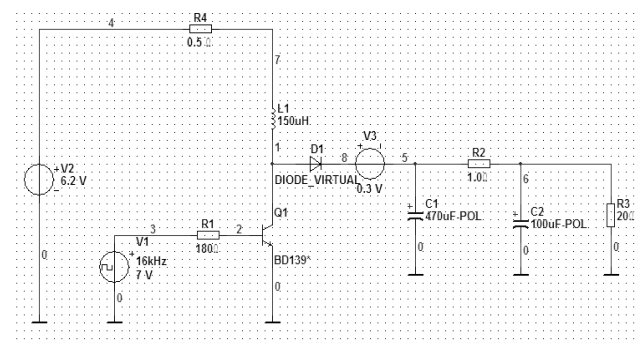 4
R4
0.5Ω
7
L1
150uH
1
D1
DIODE_VIRTUAL
8
V3
0.3 V
5
R2
1.0Ω
6
V2
6.2 V
C1
470uF-POL
C2
100uF-POL
R3
20Ω
Q1
BD139*
3
R1
180Ω
2
V1
16kHz
7 V
0
0
0
0
0
0